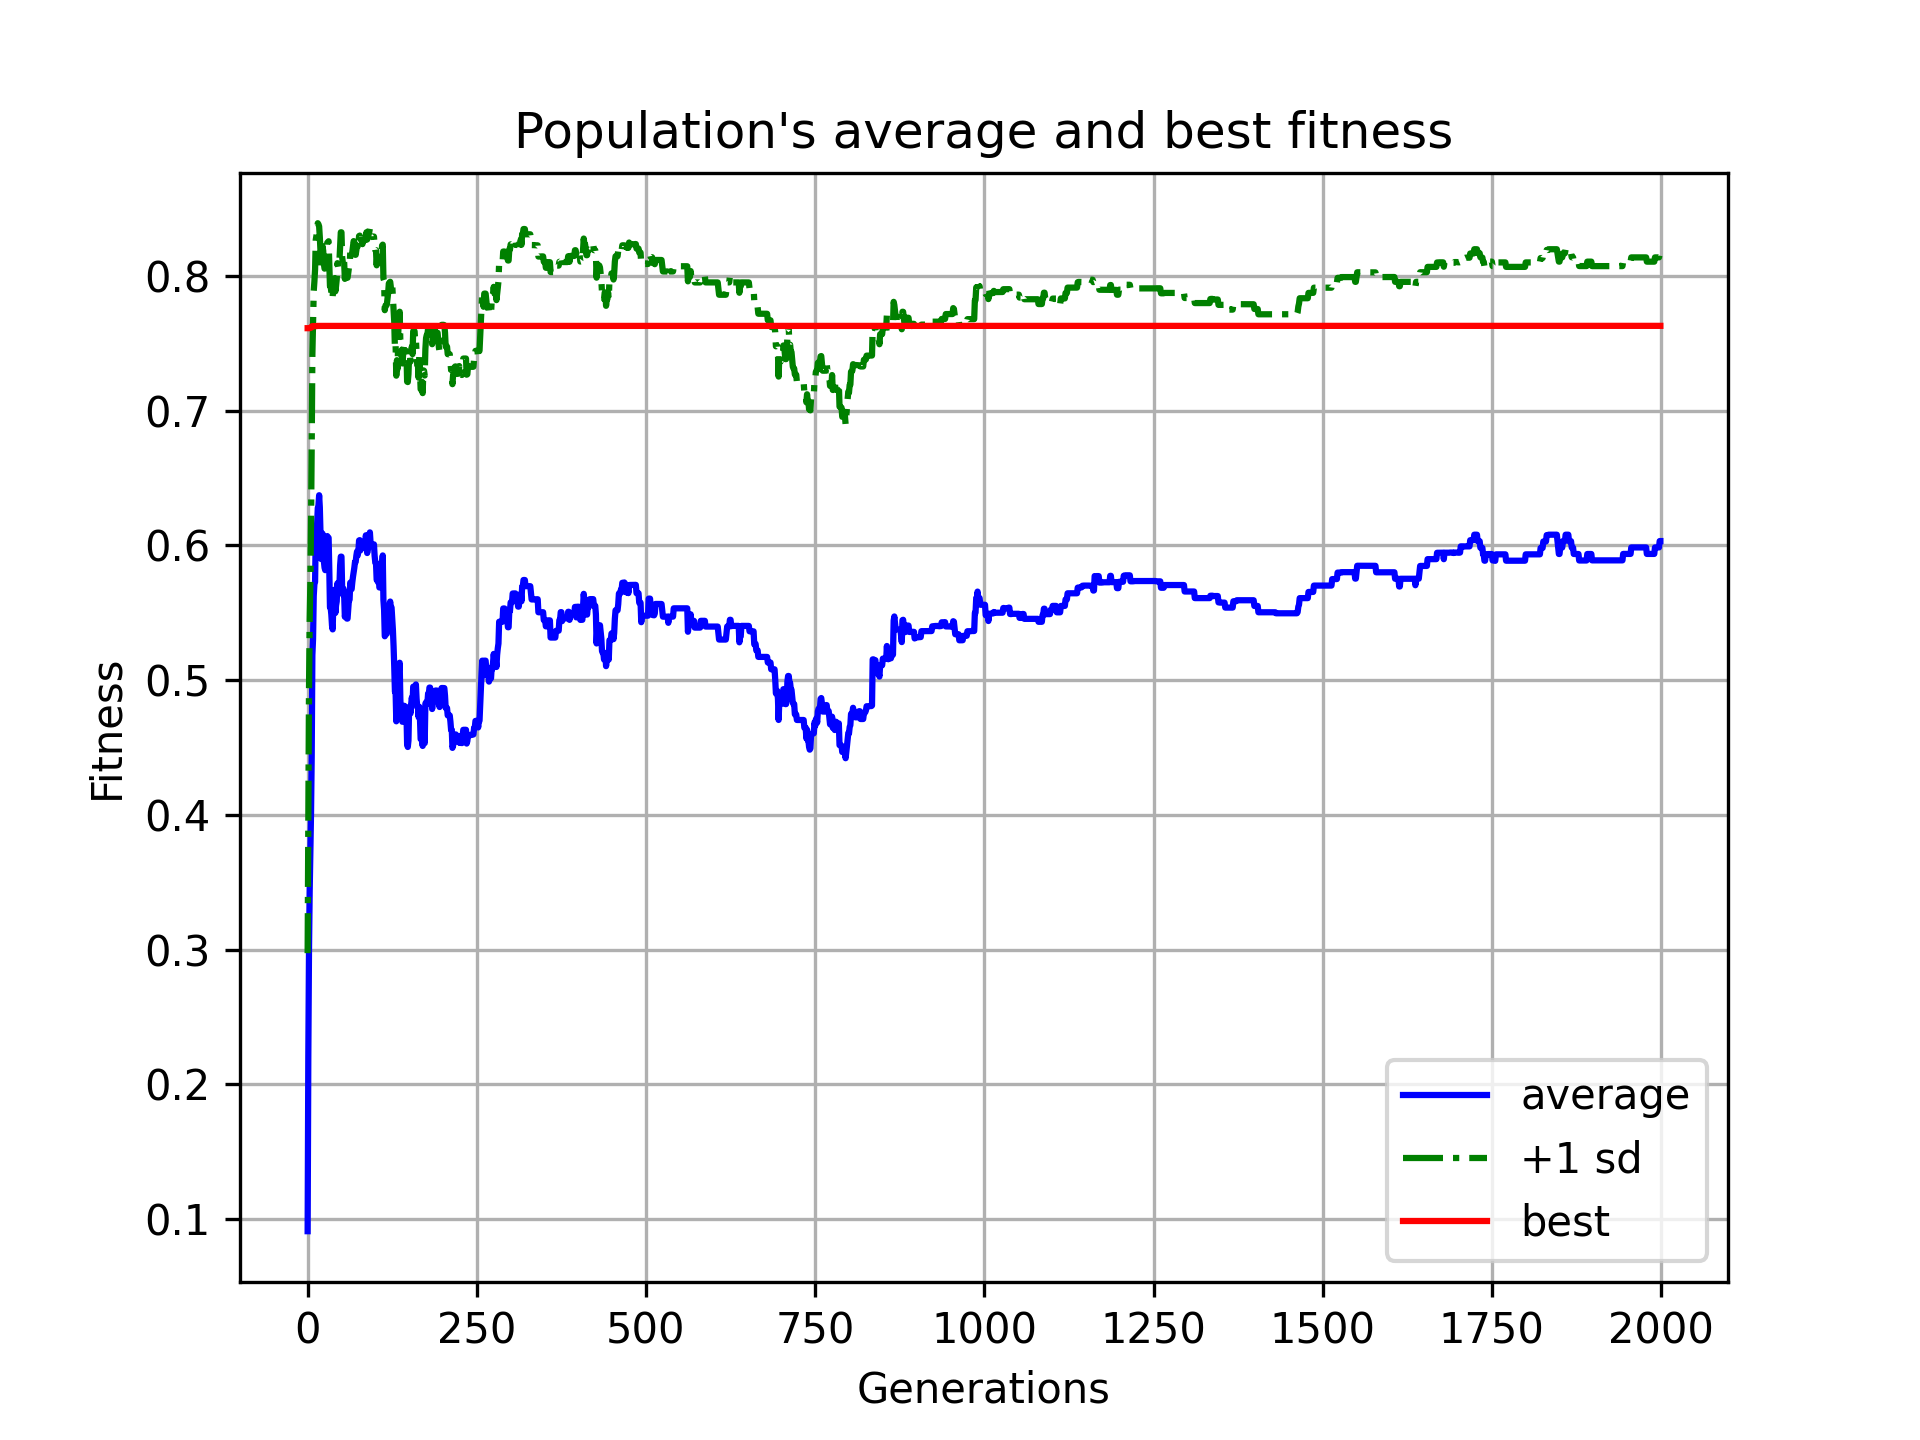 Population's average and best fitness
Fitness
0.8
0.7
0.6
0.5
0.4
0.3
0.2
0.1
average
+1 sd
best
0 250 500 750 1000 1250 1500 1750 2000
Generations